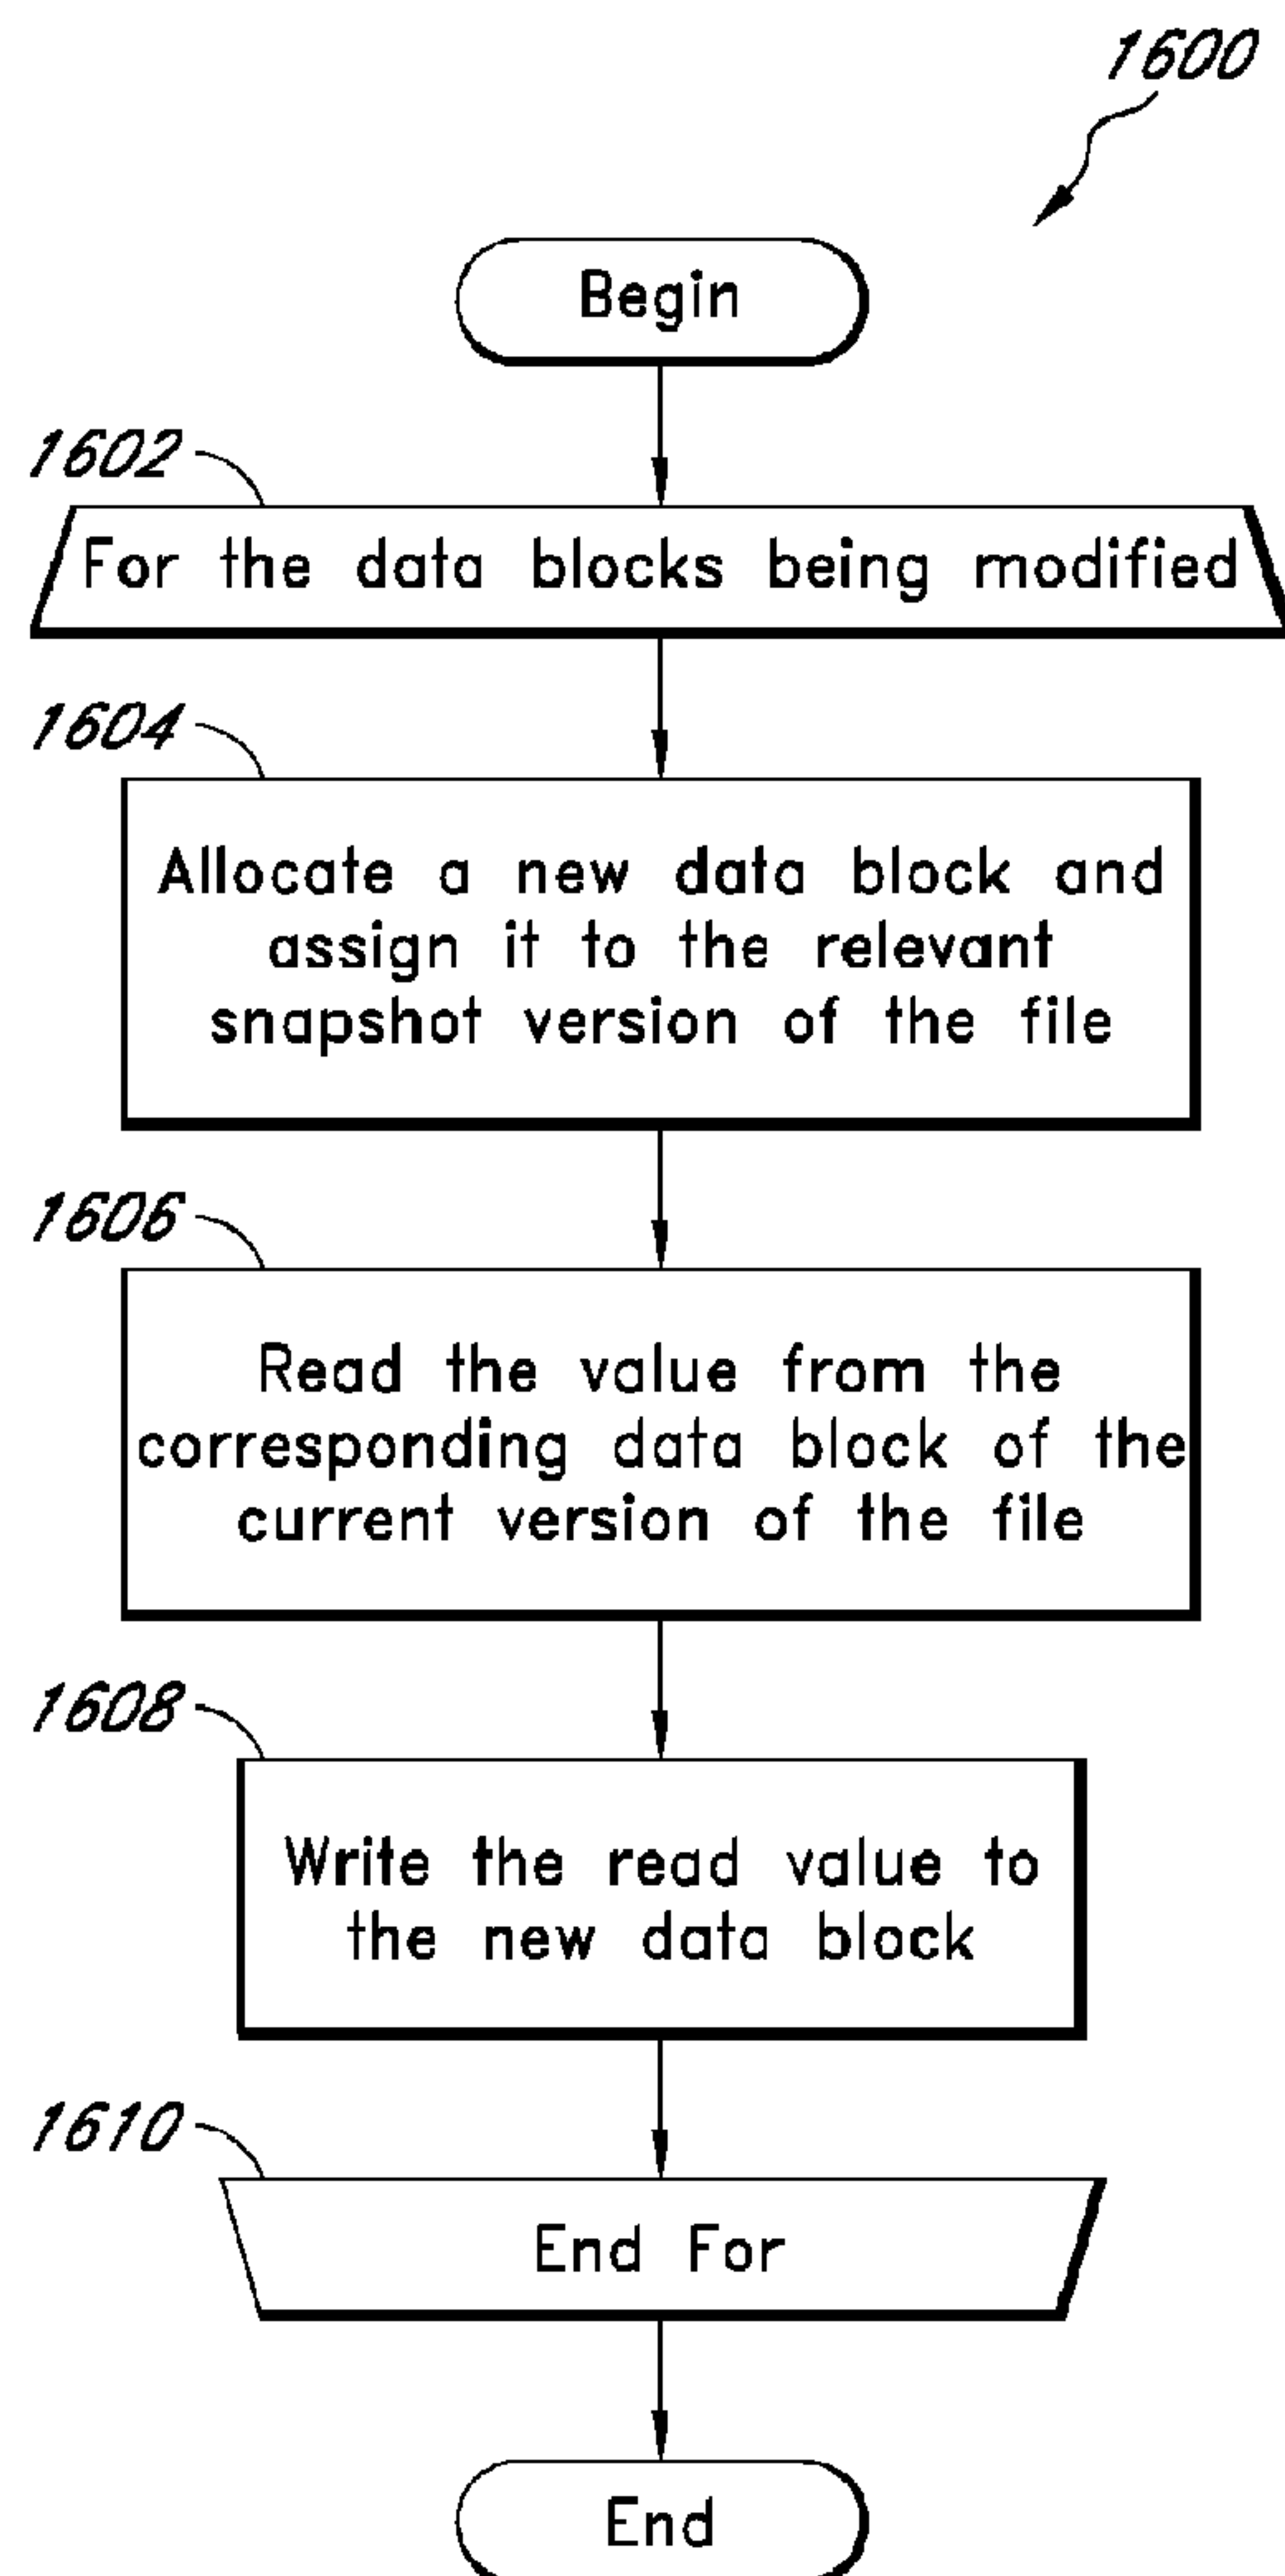 1600
Begin
1602
For the data blocks being modified
1604
Allocate a new data block and
assign it to the relevant
snapshot version of the file
1606
Read the value from the
corresponding data block of the
current version of the file
1608
Write the read value to
the new data block
1610
End For
End